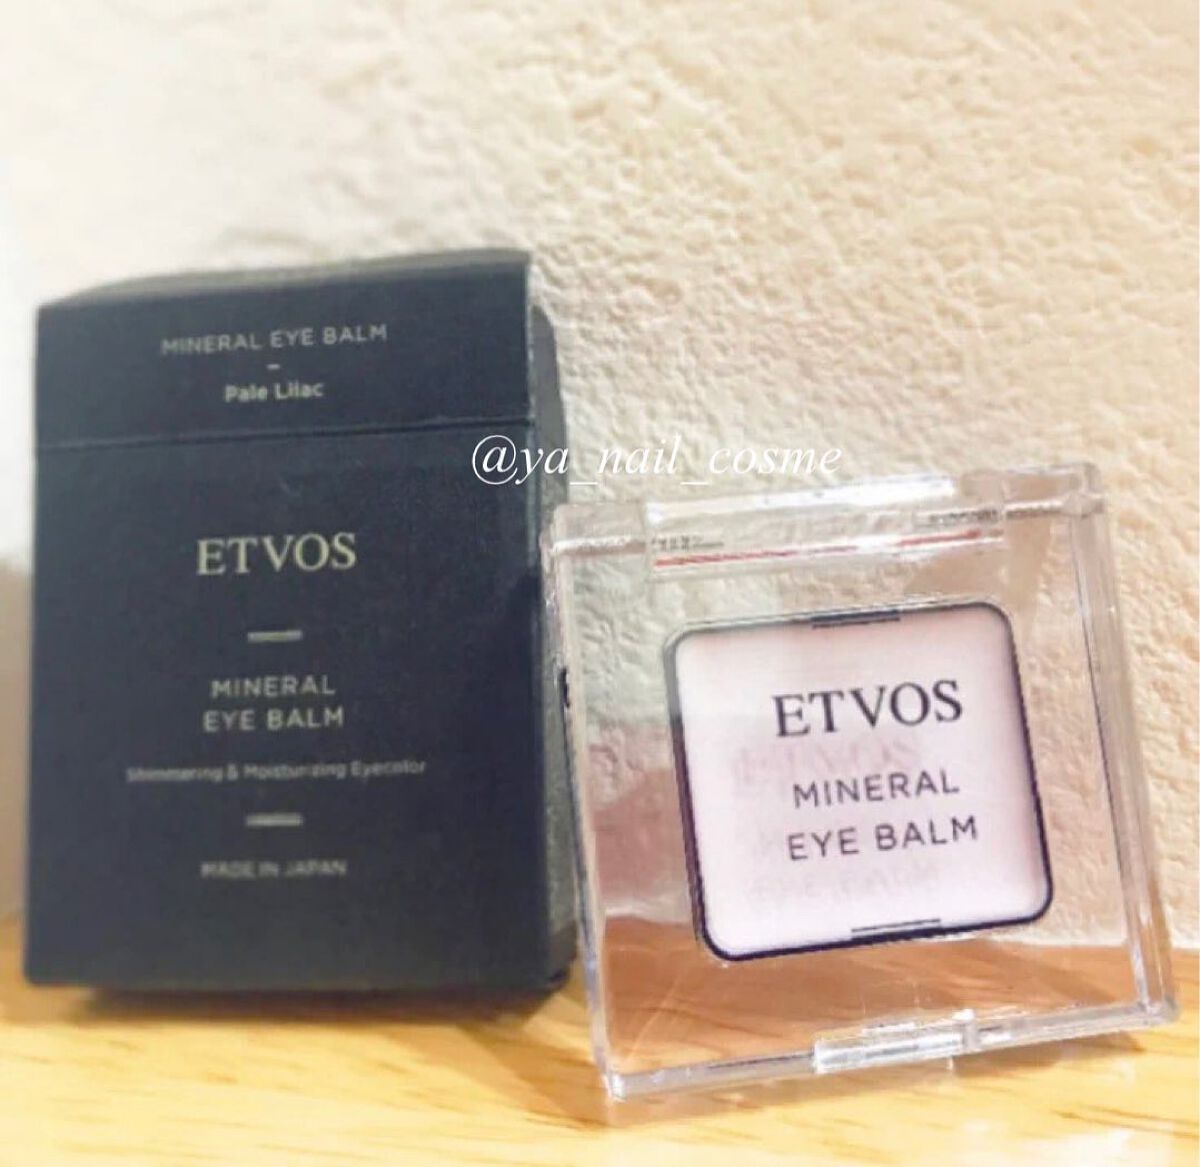 MINERAL EYE BALM
Pale Lilac
ETVOS
MINERAL
EYE BALM
Shimmering & Moisturizing Eyecolor
MADE IN JAPAN
@ya_nail_cosme
ETVOS
MINERAL
EYE BALM